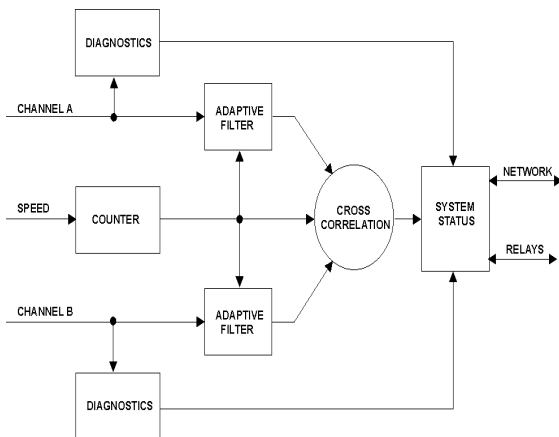 DIAGNOSTICS
CHANNEL A
ADAPTIVE
FILTER
NETWORK
SPEED
COUNTER
CROSS
CORRELATION
SYSTEM
STATUS
RELAYS
CHANNEL B
ADAPTIVE
FILTER
DIAGNOSTICS